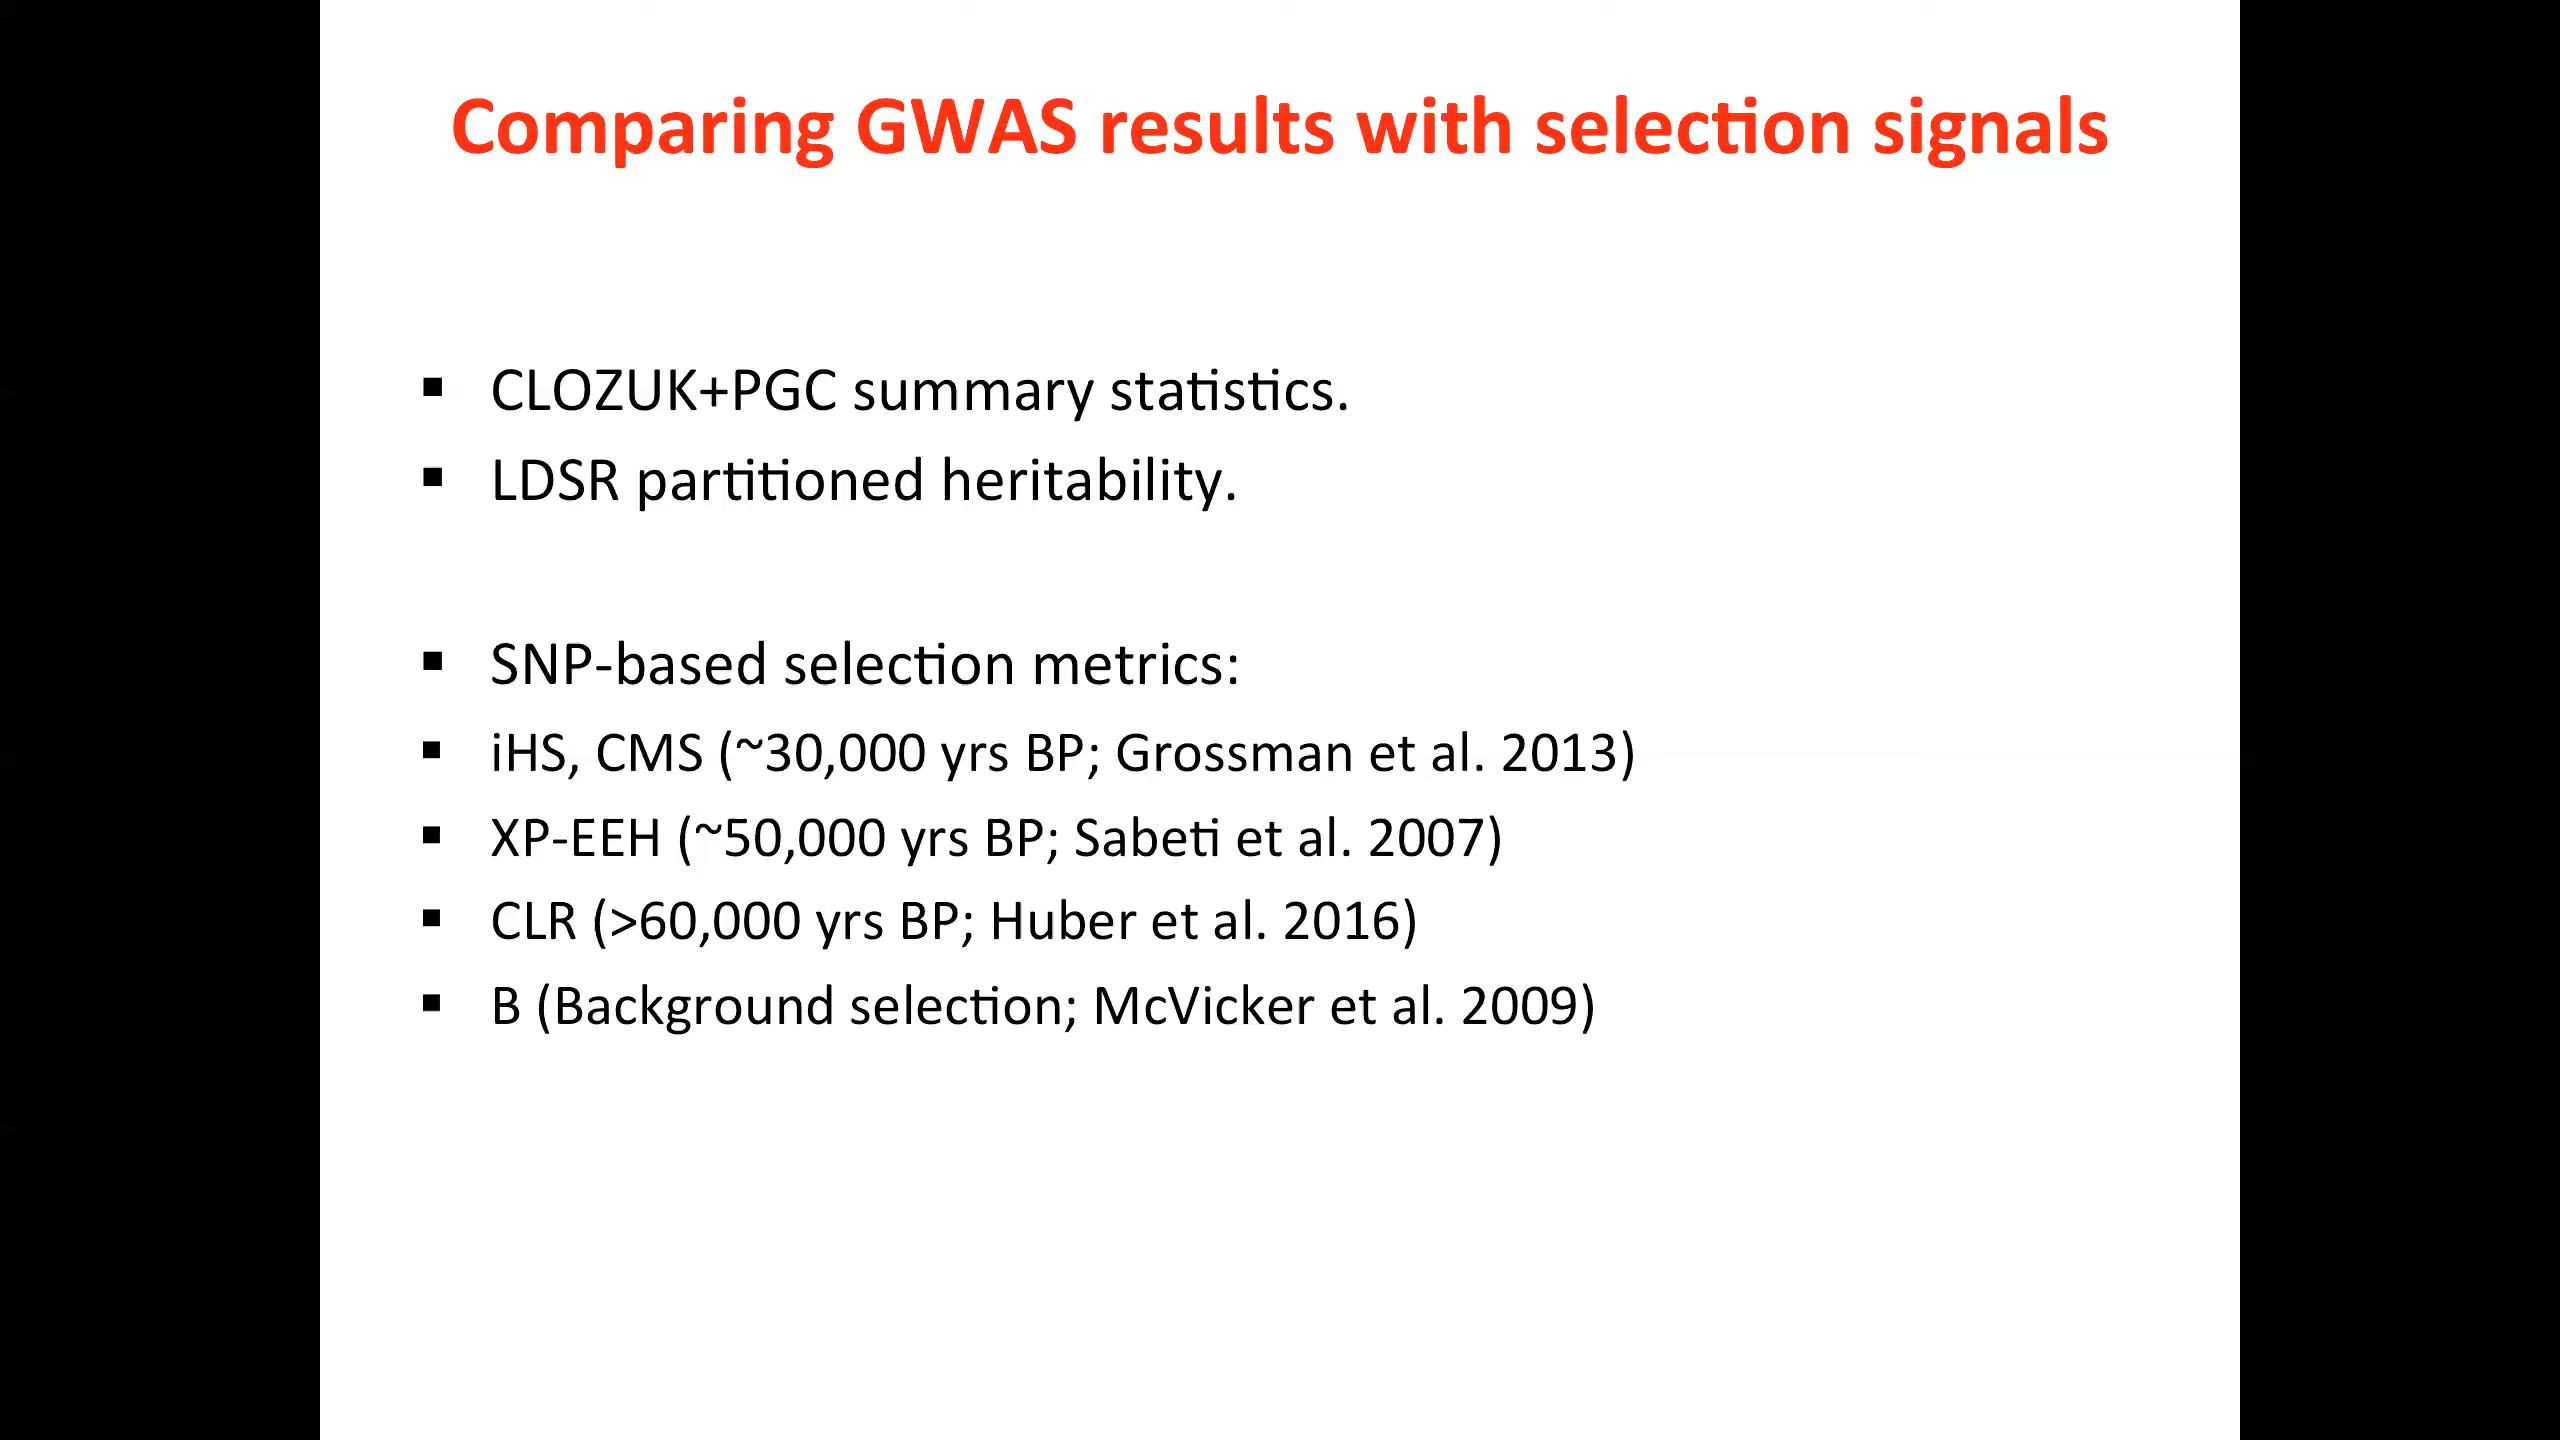 Comparing GWAS results with selection signals
▪ CLOZUK+PGC summary statistics.
▪ LDSR partitioned heritability.
▪ SNP-based selection metrics:
▪ iHS, CMS (~30,000 yrs BP; Grossman et al. 2013)
▪ XP-EEH (~50,000 yrs BP; Sabeti et al. 2007)
▪ CLR (>60,000 yrs BP; Huber et al. 2016)
▪ B (Background selection; McVicker et al. 2009)